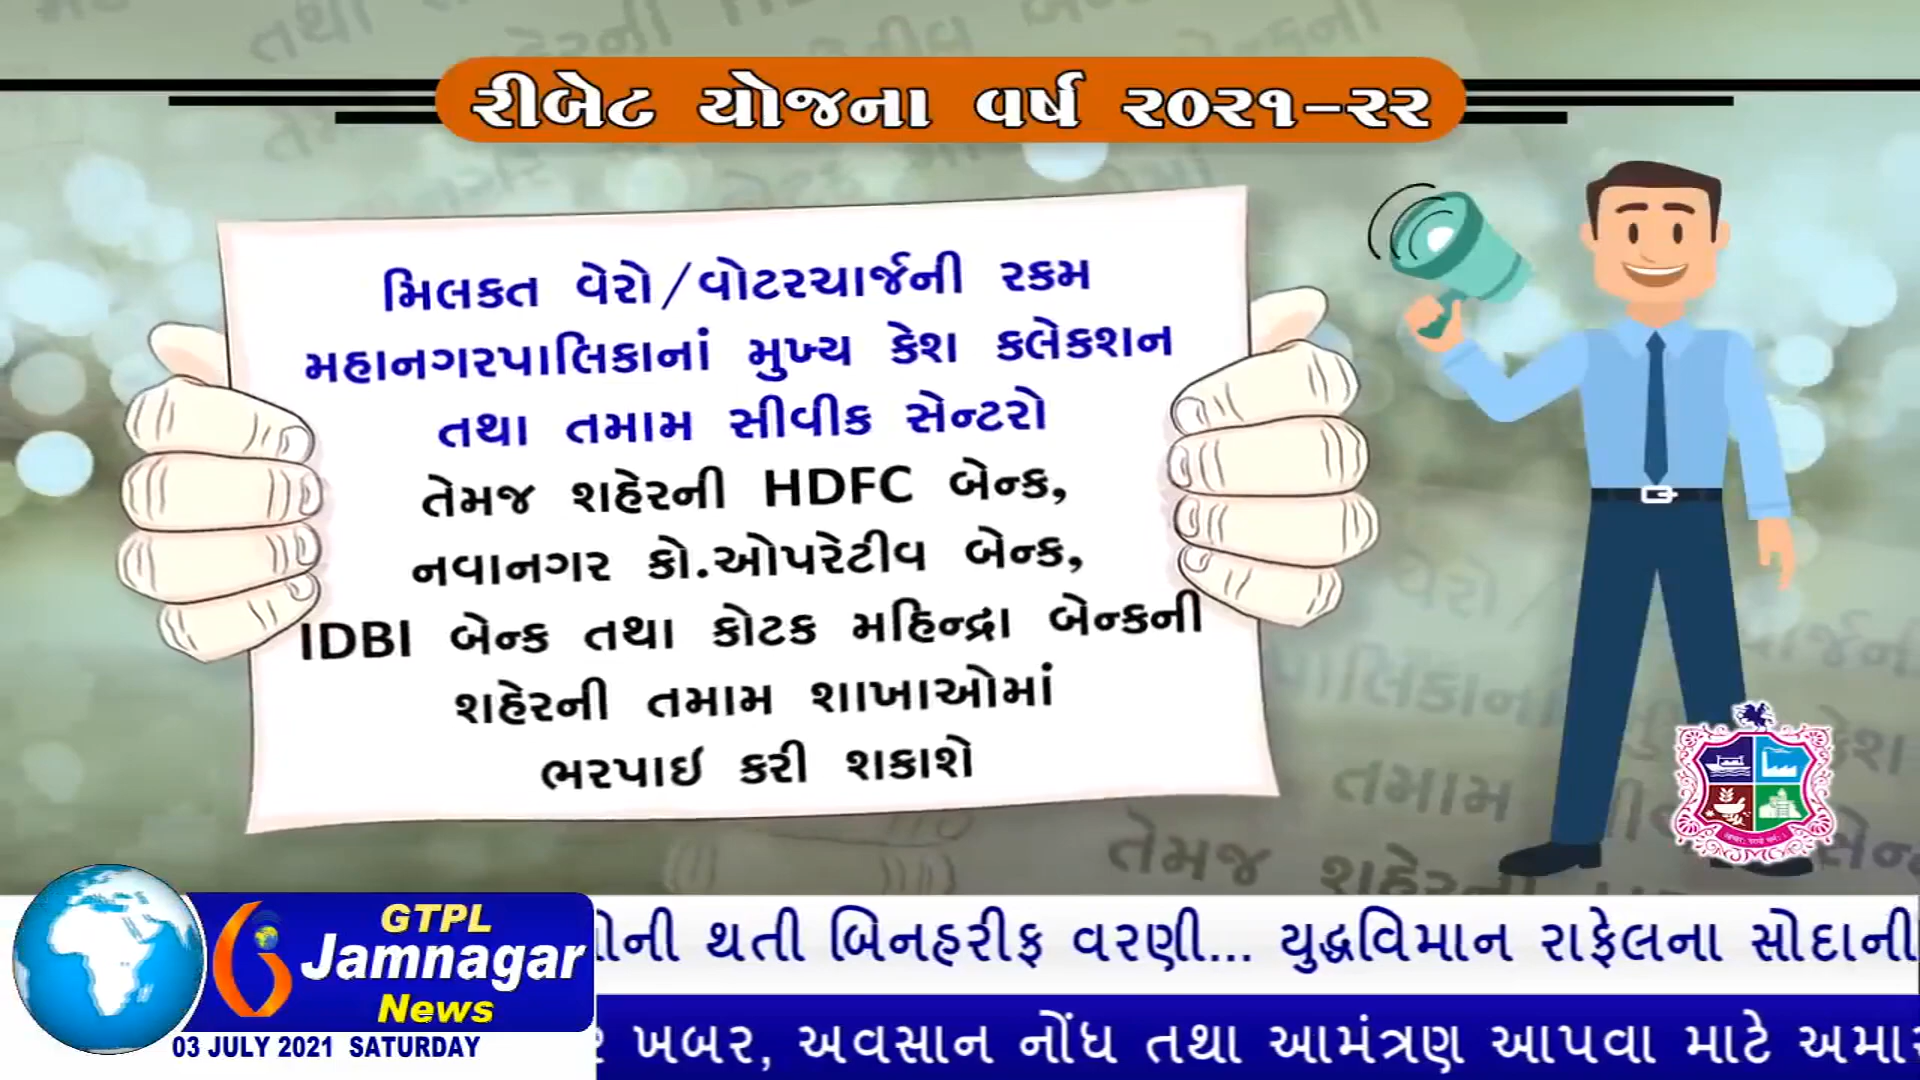 રીબેટ યોજના વર્ષ ૨૦૨૧-૨૨
મિલકત વેરો/વોટરચાર્જની રકમ
મહાનગરપાલિકાનાં મુખ્ય કેશ કલેકશન
તથા તમામ સીવીક સેન્ટરો
તેમજ શહેરની HDFC બેન્ક,
નવાનગર કો.ઓપરેટીવ બેન્ક,
IDBI બેન્ક તથા કોટક મહિન્દ્રા બેન્કની
શહેરની તમામ શાખાઓમાં
ભરપાઇ કરી શકાશે
GTPL
Jamnagar
News
03 JULY 2021 SATURDAY
થતી બિનહરીફ વરણી... યુદ્ધવિમાન રાફેલના સોદાની
ખબર, અવસાન નોંધ તથા આમંત્રણ આપવા માટે